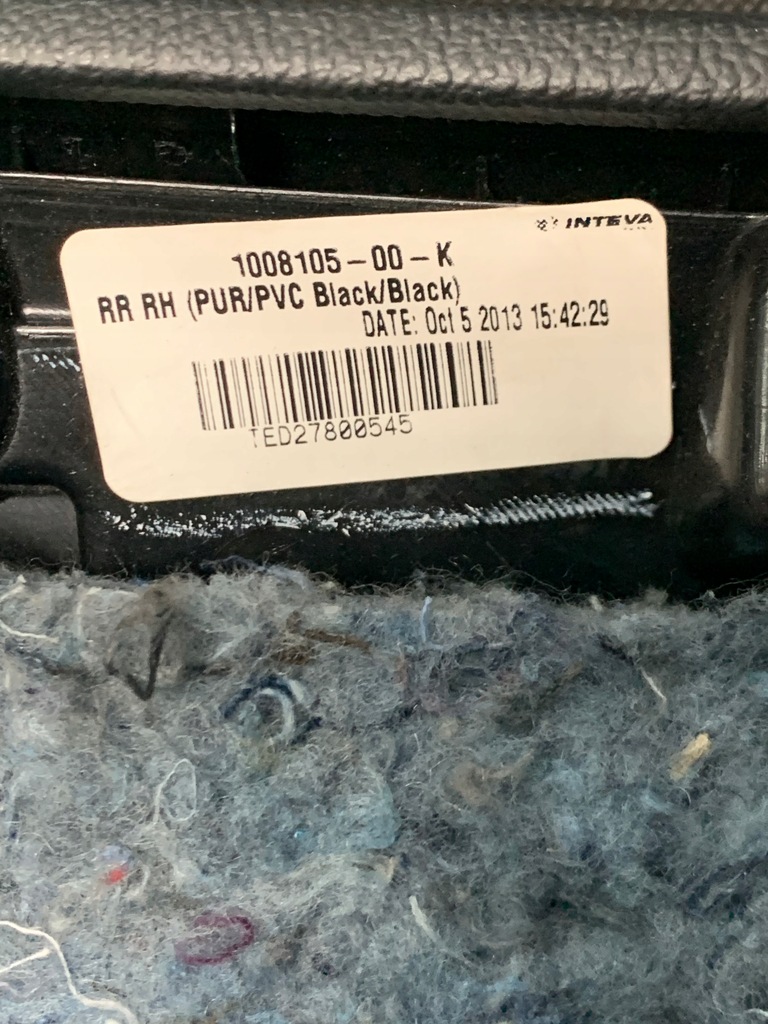 INTEVA
1008105-00-K
RR RH (PUR/PVC Black/Black)
DATE: Oct 5 2013 15:42:29
TED27800545